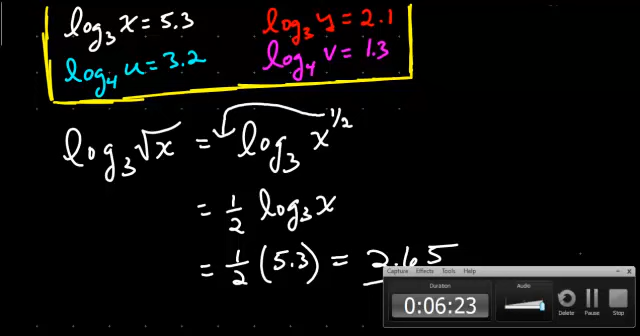 log₃ x = 5.3 log₃ y = 2.1
log₄ u = 3.2 log₄ v = 1.3
log₃ √x = log₃ x^1/2
= 1/2 log₃ x
= 1/2 (5.3) = 2.65
Capture Effects Tools Help
Duration Audio
0:06:23
Delete Pause Stop